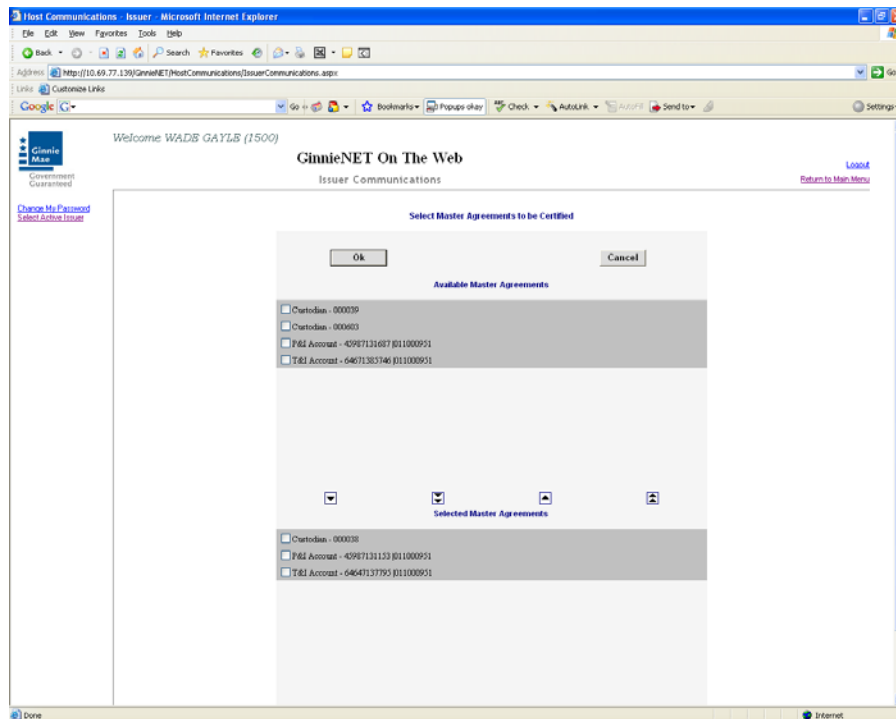 Host Communications - Issuer - Microsoft Internet Explorer
File Edit View Favorites Tools Help
Back Search Favorites
Address http://10.69.77.139/GinnieNET/HostCommunications/IssuerCommunications.aspx Go
Links Customize Links
Google G Go Bookmarks Popups okay Check AutoLink AutoFill Send to Settings
Ginnie Mae
Government Guaranteed
Welcome WADE GAYLE (1500)
GinnieNET On The Web
Issuer Communications
Logout
Return to Main Menu
Change My Password
Select Active Issuer
Select Master Agreements to be Certified
Ok Cancel
Available Master Agreements
Custodian - 000039
Custodian - 000603
P&I Account - 45987131687 |011000951
T&I Account - 64671385746 |011000951
Selected Master Agreements
Custodian - 000038
P&I Account - 45987131153 |011000951
T&I Account - 64647137795 |011000951
Done Internet